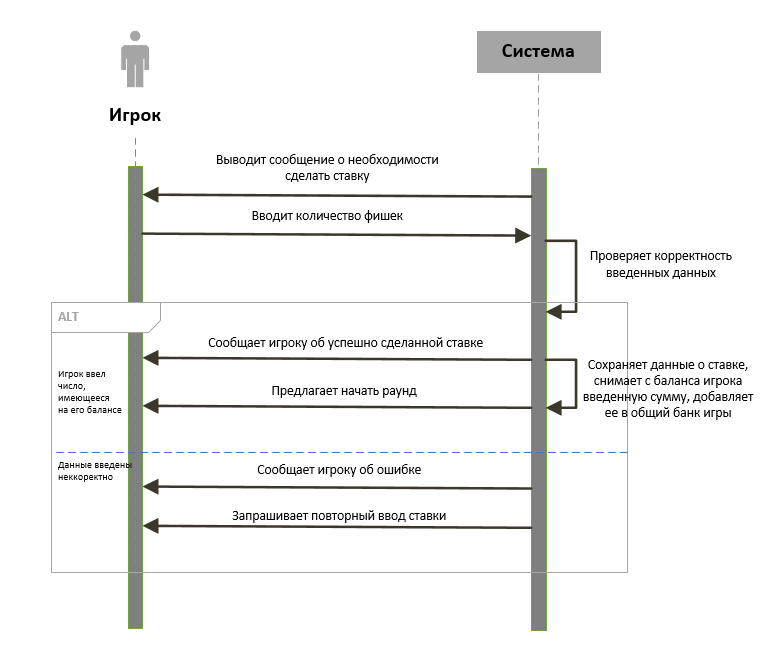 Игрок
Система
Выводит сообщение о необходимости
сделать ставку
Вводит количество фишек
Проверяет корректность
введенных данных
ALT
Сообщает игроку об успешно сделанной ставке
Игрок ввел
число,
имеющееся
на его балансе
Сохраняет данные о ставке,
снимает с баланса игрока
введенную сумму, добавляет
ее в общий банк игры
Предлагает начать раунд
Данные введены
неккоректно
Сообщает игроку об ошибке
Запрашивает повторный ввод ставки